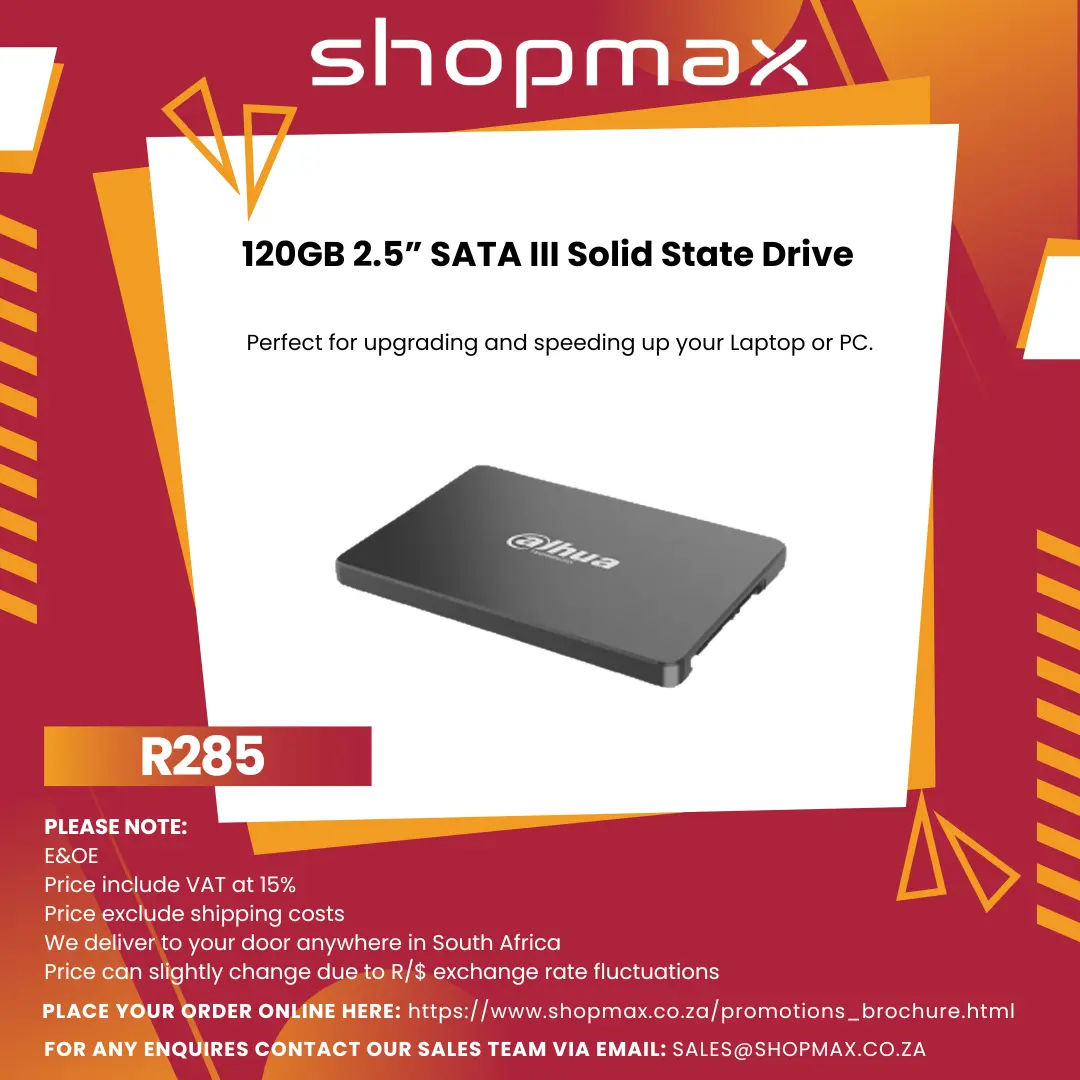 shopmax
120GB 2.5” SATA III Solid State Drive
Perfect for upgrading and speeding up your Laptop or PC.
alhua
TECHNOLOGY
R285
PLEASE NOTE:
E&OE
Price include VAT at 15%
Price exclude shipping costs
We deliver to your door anywhere in South Africa
Price can slightly change due to R/$ exchange rate fluctuations
PLACE YOUR ORDER ONLINE HERE: https://www.shopmax.co.za/promotions_brochure.html
FOR ANY ENQUIRES CONTACT OUR SALES TEAM VIA EMAIL: SALES@SHOPMAX.CO.ZA